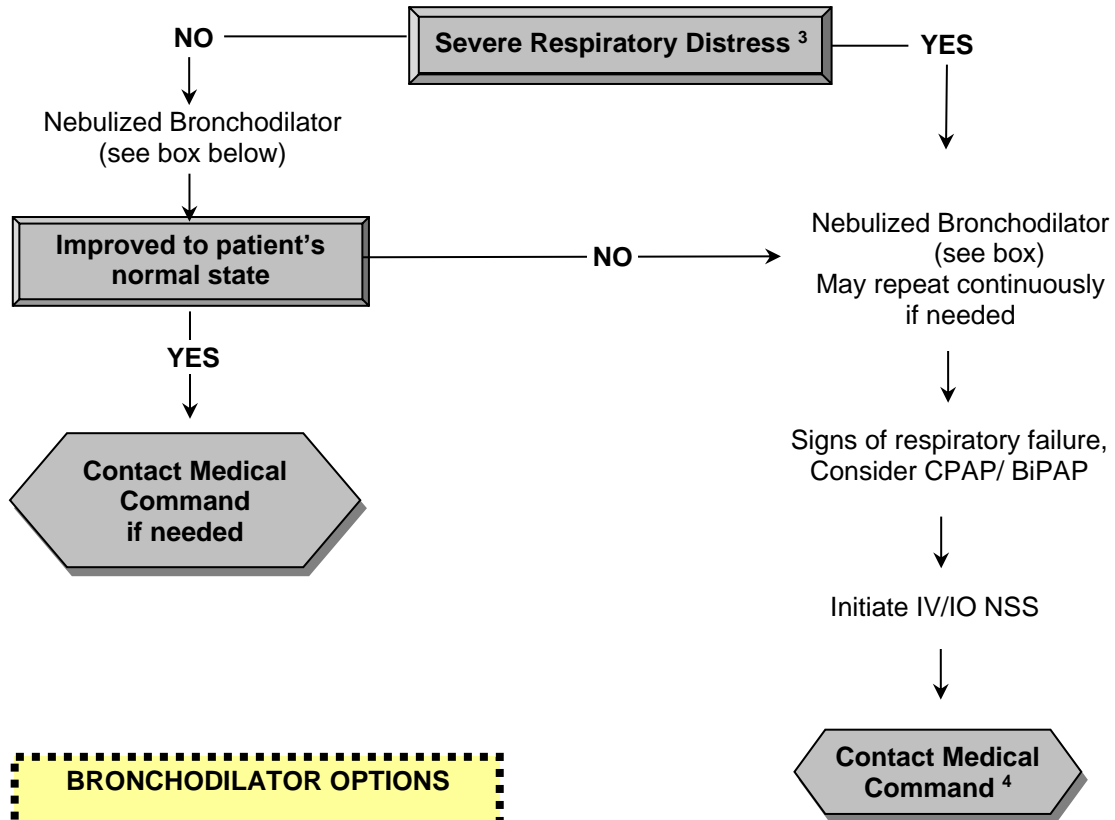 Severe Respiratory Distress ³
NO
YES
Nebulized Bronchodilator
(see box below)
Improved to patient’s
normal state
NO
Nebulized Bronchodilator
(see box)
May repeat continuously
if needed
YES
Contact Medical
Command
if needed
Signs of respiratory failure,
Consider CPAP/ BiPAP
Initiate IV/IO NSS
Contact Medical
Command ⁴
BRONCHODILATOR OPTIONS